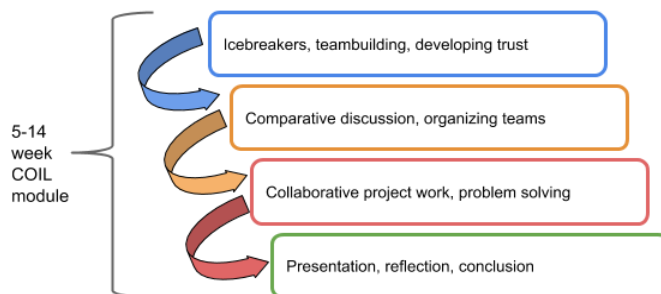 5-14
week
COIL
module
Icebreakers, teambuilding, developing trust
Comparative discussion, organizing teams
Collaborative project work, problem solving
Presentation, reflection, conclusion